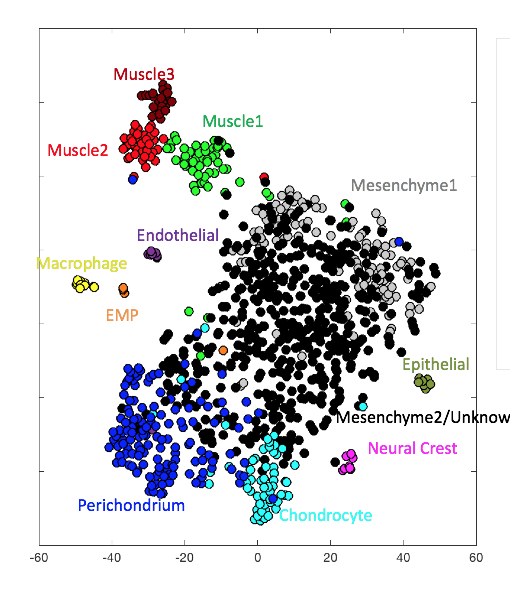 Muscle3
Muscle1
Muscle2
Mesenchyme1
Endothelial
Macrophage
EMP
Epithelial
Mesenchyme2/Unknow
Neural Crest
Perichondrium
Chondrocyte
-60 -40 -20 0 20 40 60